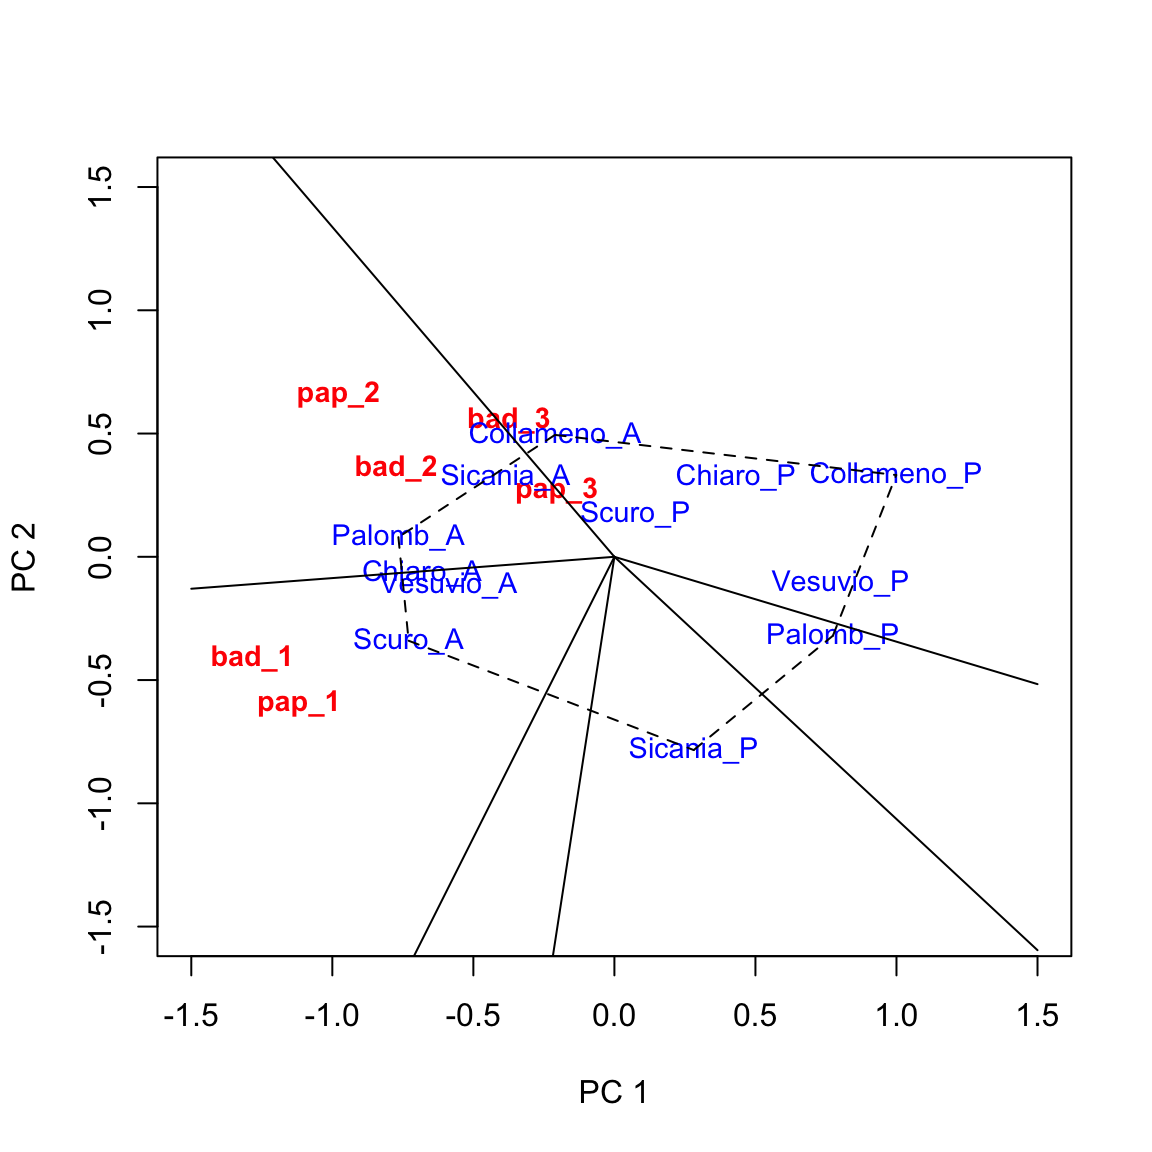 1.5
1.0
0.5
0.0
-0.5
-1.0
-1.5
PC 2
pap_2
bad_3
Collameno_A
bad_2
Sicania_A
pap_3
Chiaro_P
Collameno_P
Scuro_P
Palomb_A
Chiaro_A
Vesuvio_A
Vesuvio_P
Scuro_A
Palomb_P
bad_1
pap_1
Sicania_P
-1.5 -1.0 -0.5 0.0 0.5 1.0 1.5
PC 1